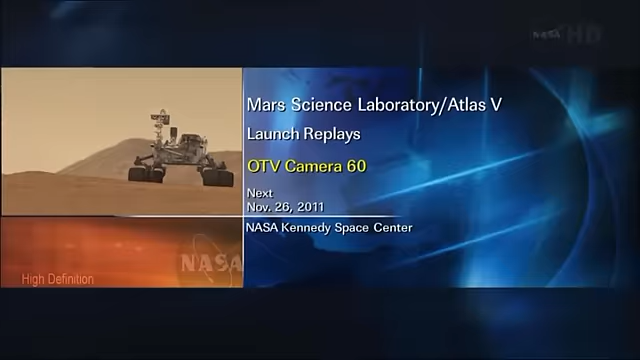 NASA HD
Mars Science Laboratory/Atlas V
Launch Replays
OTV Camera 60
Next
Nov. 26, 2011
NASA Kennedy Space Center
NASA
High Definition